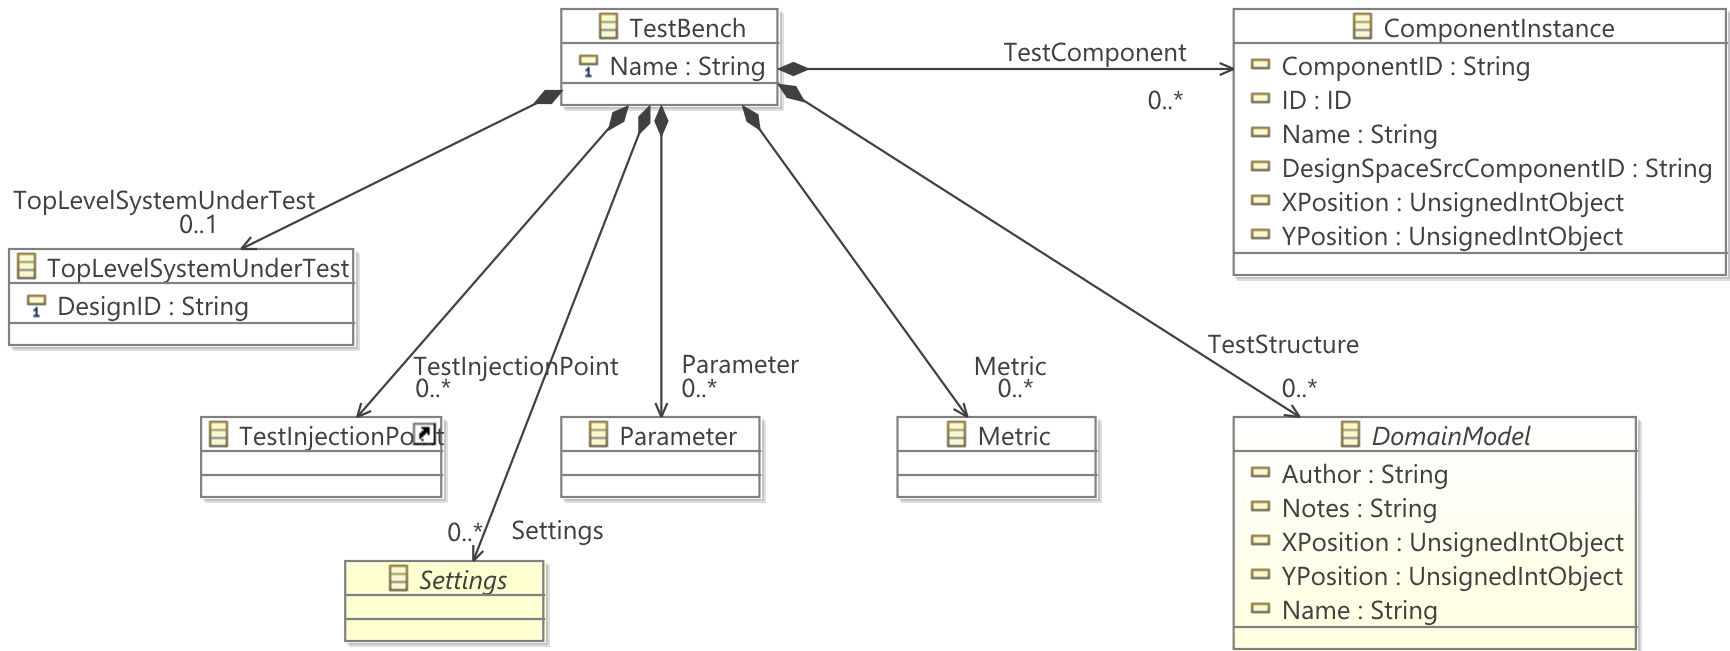 TestBench
Name : String
TestComponent
0..*
ComponentInstance
ComponentID : String
ID : ID
Name : String
DesignSpaceSrcComponentID : String
XPosition : UnsignedIntObject
YPosition : UnsignedIntObject
TopLevelSystemUnderTest
0..1
TopLevelSystemUnderTest
DesignID : String
TestInjectionPoint
0..*
TestInjectionPoint
Parameter
0..*
Parameter
Metric
0..*
Metric
TestStructure
0..*
DomainModel
Author : String
Notes : String
XPosition : UnsignedIntObject
YPosition : UnsignedIntObject
Name : String
0..* Settings
Settings